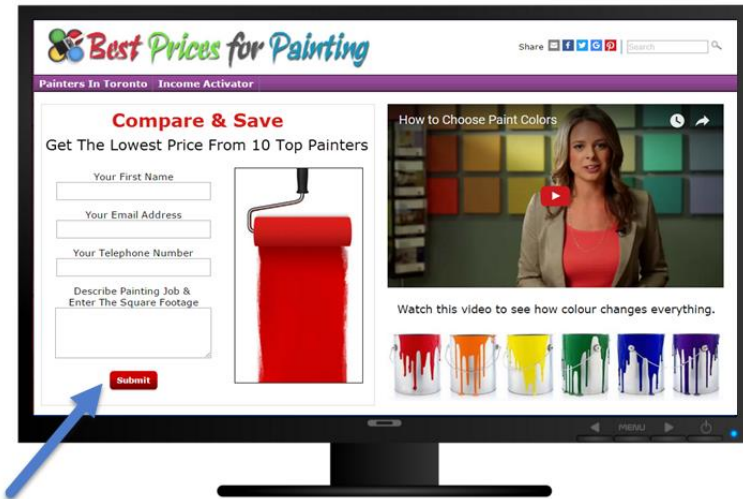 Best Prices for Painting
Share
Search
Painters In Toronto Income Activator
Compare & Save
Get The Lowest Price From 10 Top Painters
Your First Name
Your Email Address
Your Telephone Number
Describe Painting Job &
Enter The Square Footage
Submit
How to Choose Paint Colors
Watch this video to see how colour changes everything.
MENU